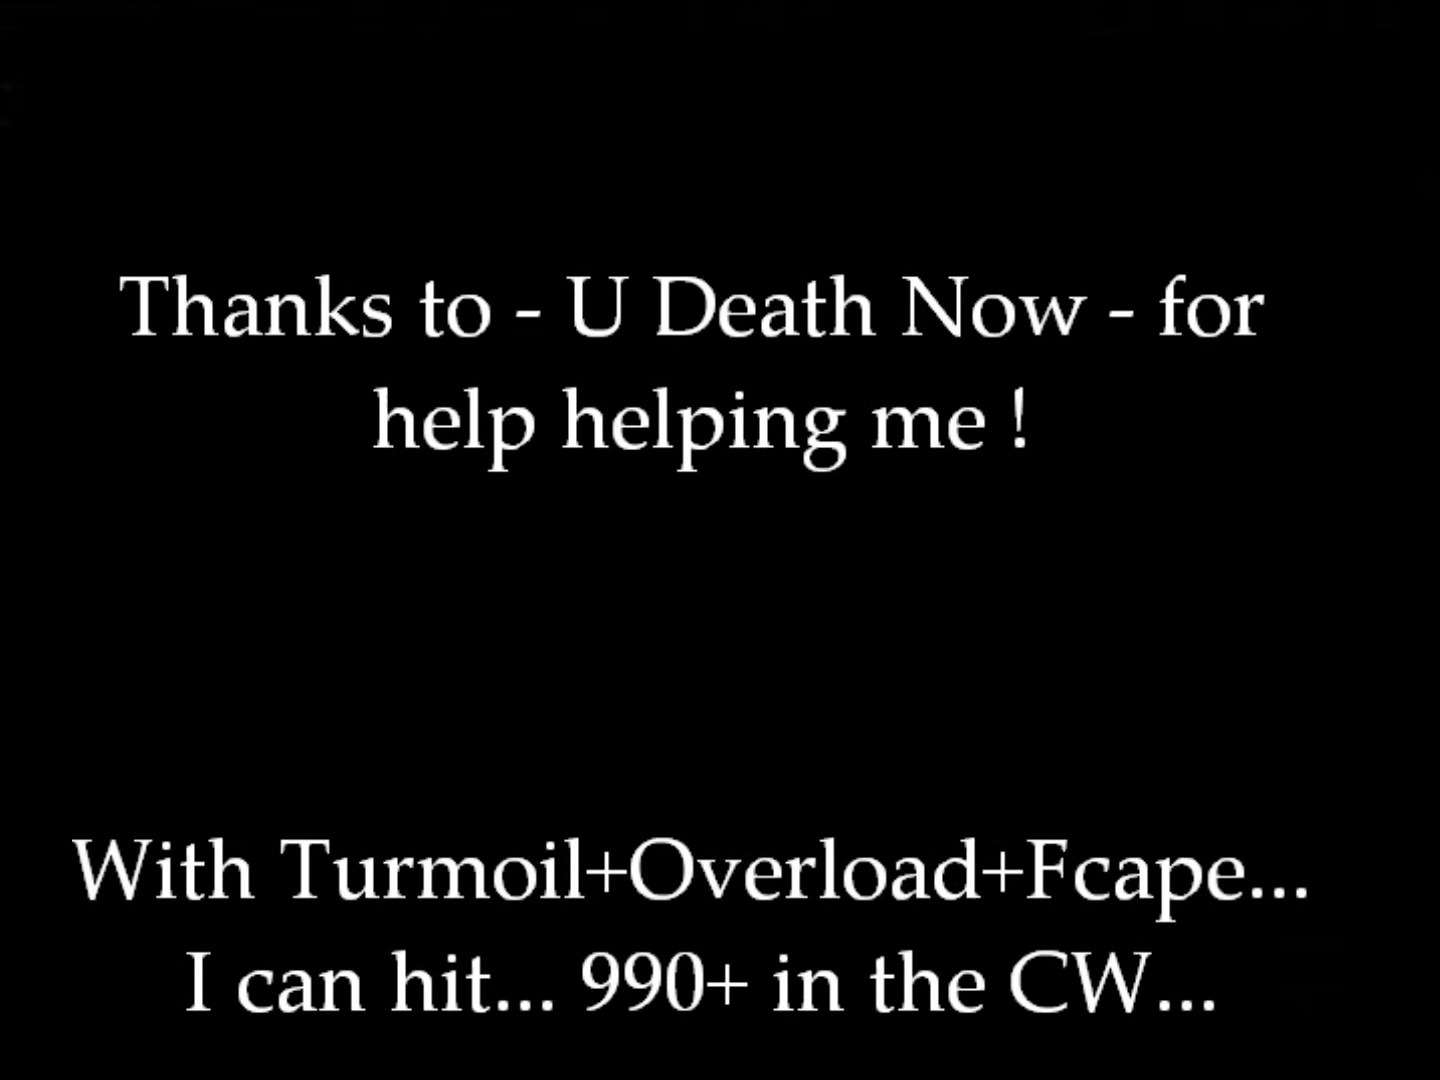 Thanks to - U Death Now - for
help helping me !
With Turmoil+Overload+Fcape...
I can hit... 990+ in the CW...